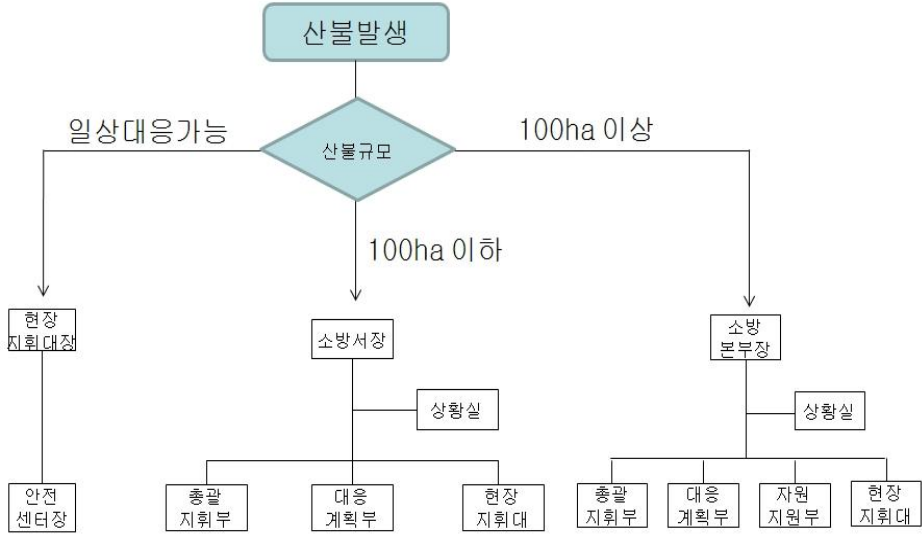 산불발생
일상대응가능
산불규모
100ha 이상
100ha 이하
현장
지휘대장
소방서장
소방
본부장
상황실
상황실
안전
센터장
총괄
지휘부
대응
계획부
현장
지휘대
총괄
지휘부
대응
계획부
자원
지원부
현장
지휘대